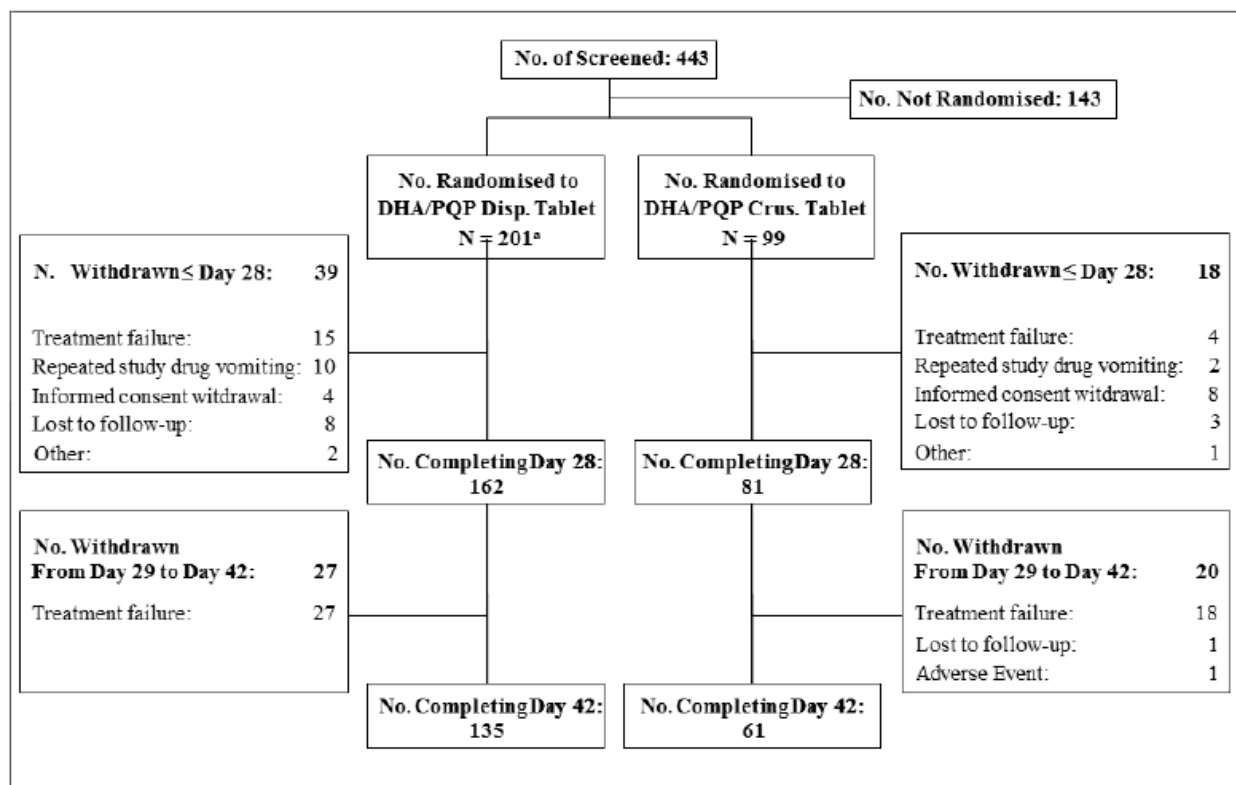 No. of Screened: 443
No. Not Randomised: 143
No. Randomised to
DHA/PQP Disp. Tablet
N = 201ᵃ
No. Randomised to
DHA/PQP Crus. Tablet
N = 99
N. Withdrawn ≤ Day 28: 39
Treatment failure: 15
Repeated study drug vomiting: 10
Informed consent witdrawal: 4
Lost to follow-up: 8
Other: 2
No. Withdrawn ≤ Day 28: 18
Treatment failure: 4
Repeated study drug vomiting: 2
Informed consent witdrawal: 8
Lost to follow-up: 3
Other: 1
No. Completing Day 28:
162
No. Completing Day 28:
81
No. Withdrawn
From Day 29 to Day 42: 27
Treatment failure: 27
No. Withdrawn
From Day 29 to Day 42: 20
Treatment failure: 18
Lost to follow-up: 1
Adverse Event: 1
No. Completing Day 42:
135
No. Completing Day 42:
61